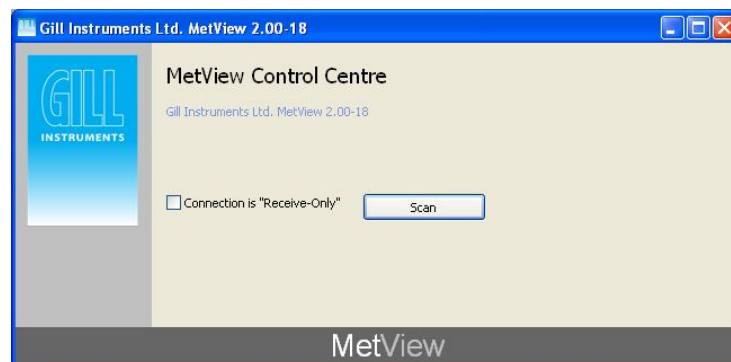 Gill Instruments Ltd. MetView 2.00-18
GILL
INSTRUMENTS
MetView Control Centre
Gill Instruments Ltd. MetView 2.00-18
Connection is "Receive-Only"
Scan
MetView